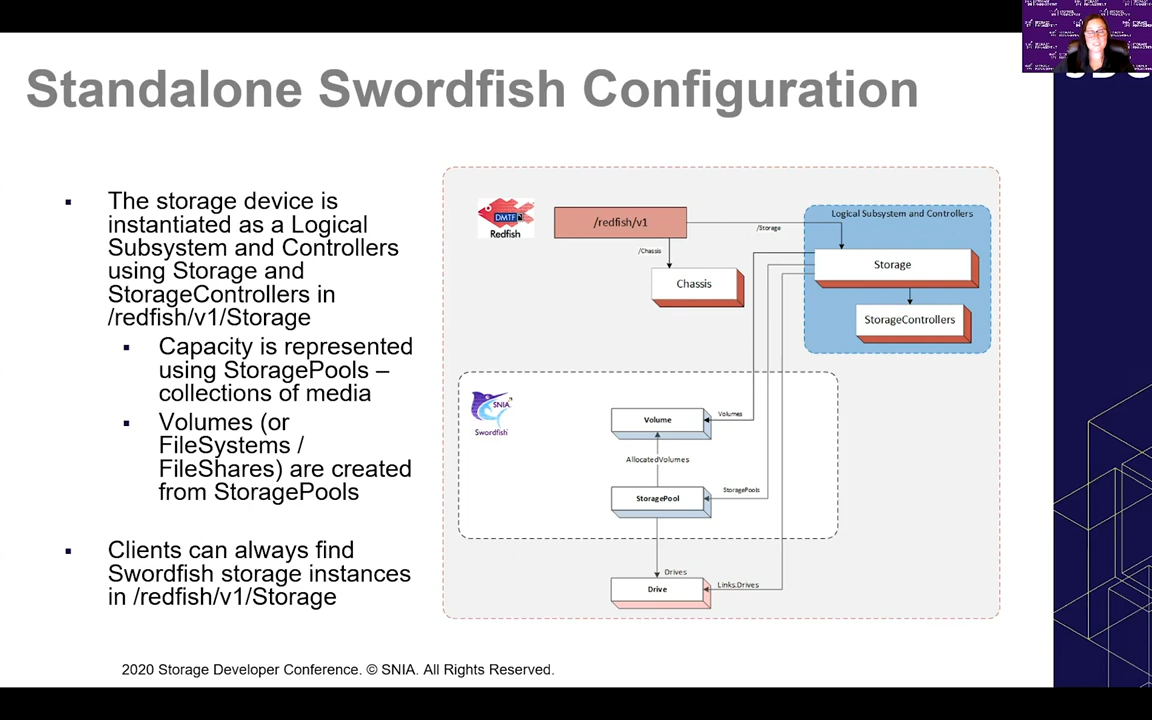 Standalone Swordfish Configuration
▪ The storage device is
instantiated as a Logical
Subsystem and Controllers
using Storage and
StorageControllers in
/redfish/v1/Storage
▪ Capacity is represented
using StoragePools –
collections of media
▪ Volumes (or
FileSystems /
FileShares) are created
from StoragePools
▪ Clients can always find
Swordfish storage instances
in /redfish/v1/Storage
DMTF
Redfish
/redfish/v1
/Storage
/Chassis
Chassis
Logical Subsystem and Controllers
Storage
StorageControllers
SNIA
Swordfish
Volume
Volumes
AllocatedVolumes
StoragePool
StoragePools
Drives
Drive
Links.Drives
2020 Storage Developer Conference. © SNIA. All Rights Reserved.